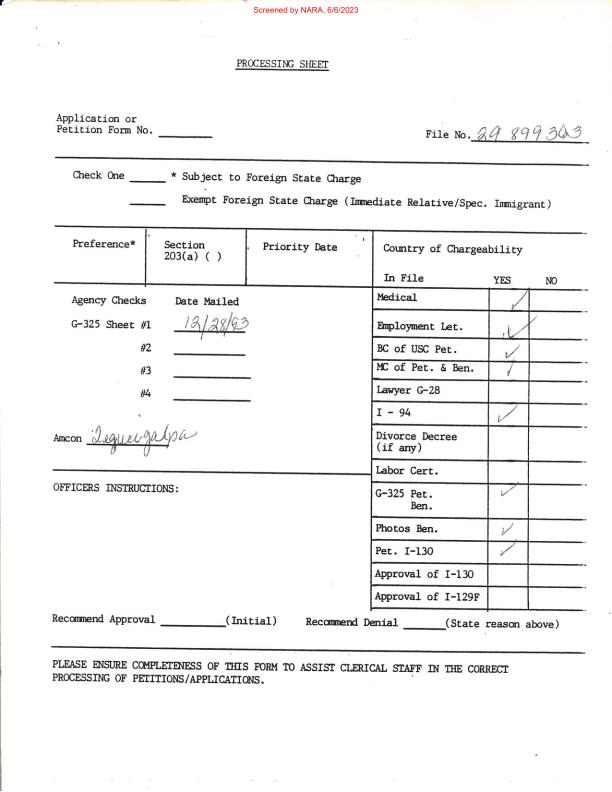 Screened by NARA, 6/6/2023
PROCESSING SHEET
Application or
Petition Form No. ________
File No. 29 899 363
Check One _____ * Subject to Foreign State Charge
_____ Exempt Foreign State Charge (Immediate Relative/Spec. Immigrant)
Preference*
Section
203(a) ( )
Priority Date
Country of Chargeability
In File YES NO
Agency Checks Date Mailed
G-325 Sheet #1 12/28/83
#2
#3
#4
Amcon Tegucigalpa
Medical ✓
Employment Let. ✓
BC of USC Pet. ✓
MC of Pet. & Ben. ✓
Lawyer G-28
I - 94 ✓
Divorce Decree
(if any)
Labor Cert.
G-325 Pet. ✓
Ben.
Photos Ben. ✓
Pet. I-130 ✓
Approval of I-130
Approval of I-129F
OFFICERS INSTRUCTIONS:
Recommend Approval __________(Initial) Recommend Denial ______(State reason above)
PLEASE ENSURE COMPLETENESS OF THIS FORM TO ASSIST CLERICAL STAFF IN THE CORRECT
PROCESSING OF PETITIONS/APPLICATIONS.